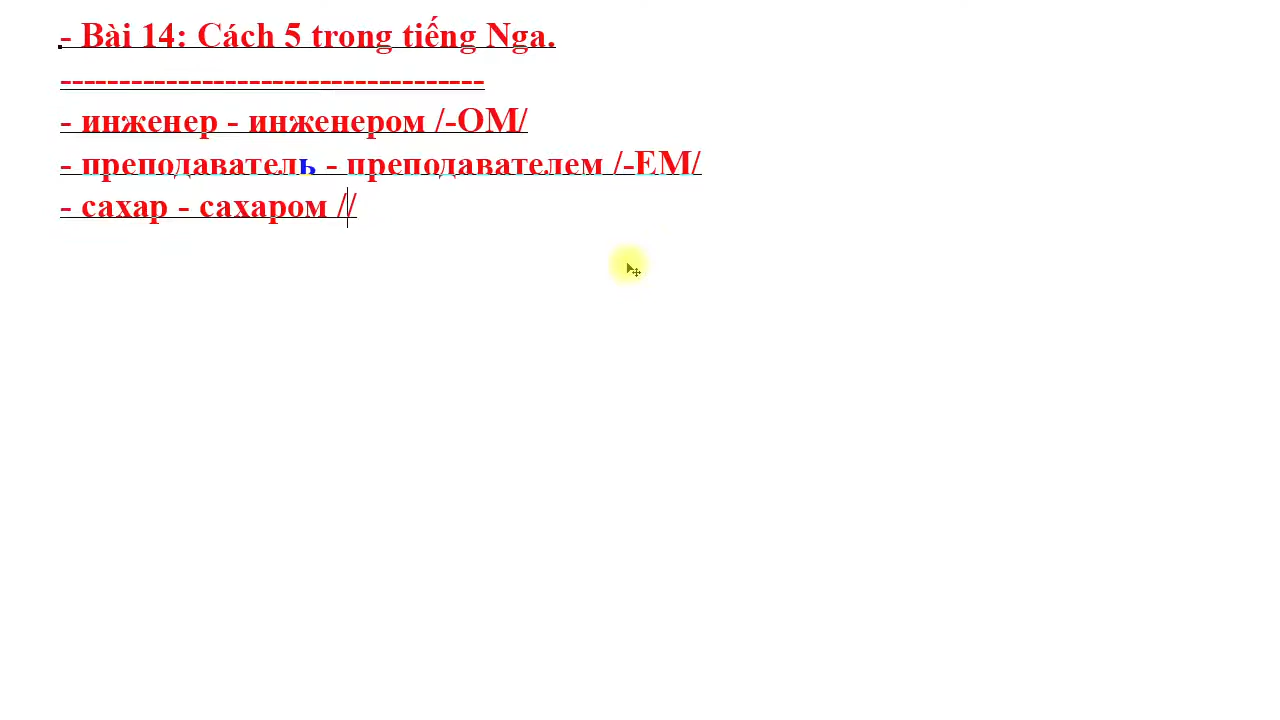 - Bài 14: Cách 5 trong tiếng Nga.
------------------------------------
- инженер - инженером /-ОМ/
- преподаватель - преподавателем /-ЕМ/
- сахар - сахаром //